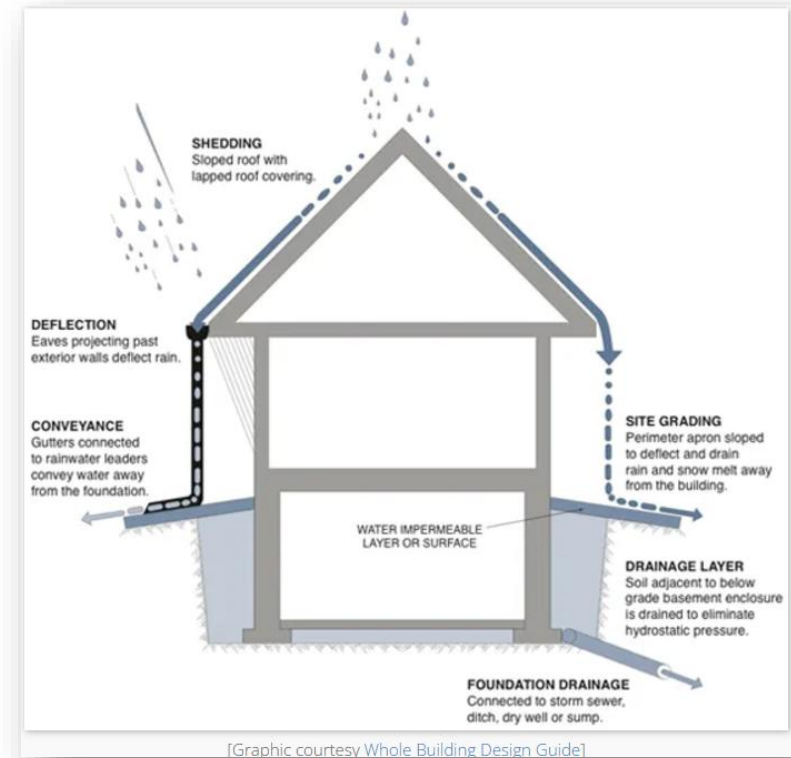 SHEDDING
Sloped roof with
lapped roof covering.
DEFLECTION
Eaves projecting past
exterior walls deflect rain.
CONVEYANCE
Gutters connected
to rainwater leaders
convey water away
from the foundation.
SITE GRADING
Perimeter apron sloped
to deflect and drain
rain and snow melt away
from the building.
WATER IMPERMEABLE
LAYER OR SURFACE
DRAINAGE LAYER
Soil adjacent to below
grade basement enclosure
is drained to eliminate
hydrostatic pressure.
FOUNDATION DRAINAGE
Connected to storm sewer,
ditch, dry well or sump.
[Graphic courtesy Whole Building Design Guide]